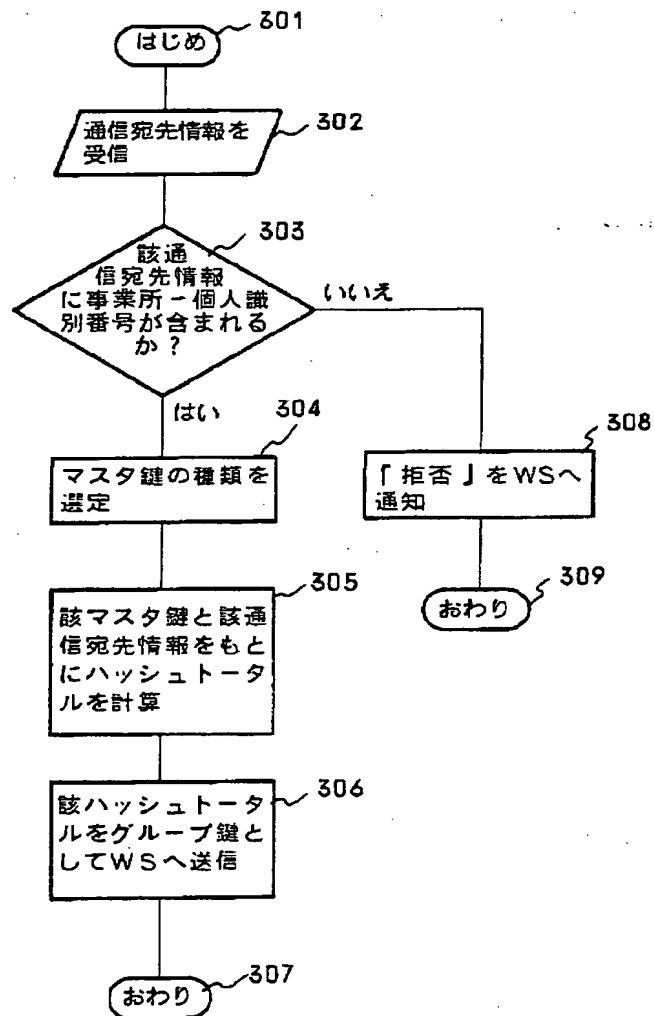 301
はじめ
302
通信宛先情報を
受信
303
該通
信宛先情報
に事業所－個人識
別番号が含まれる
か？
いいえ
はい
304
マスタ鍵の種類を
選定
308
「拒否」をWSへ
通知
309
おわり
305
該マスタ鍵と該通
信宛先情報をもと
にハッシュトータ
ルを計算
306
該ハッシュトータ
ルをグループ鍵と
してWSへ送信
307
おわり